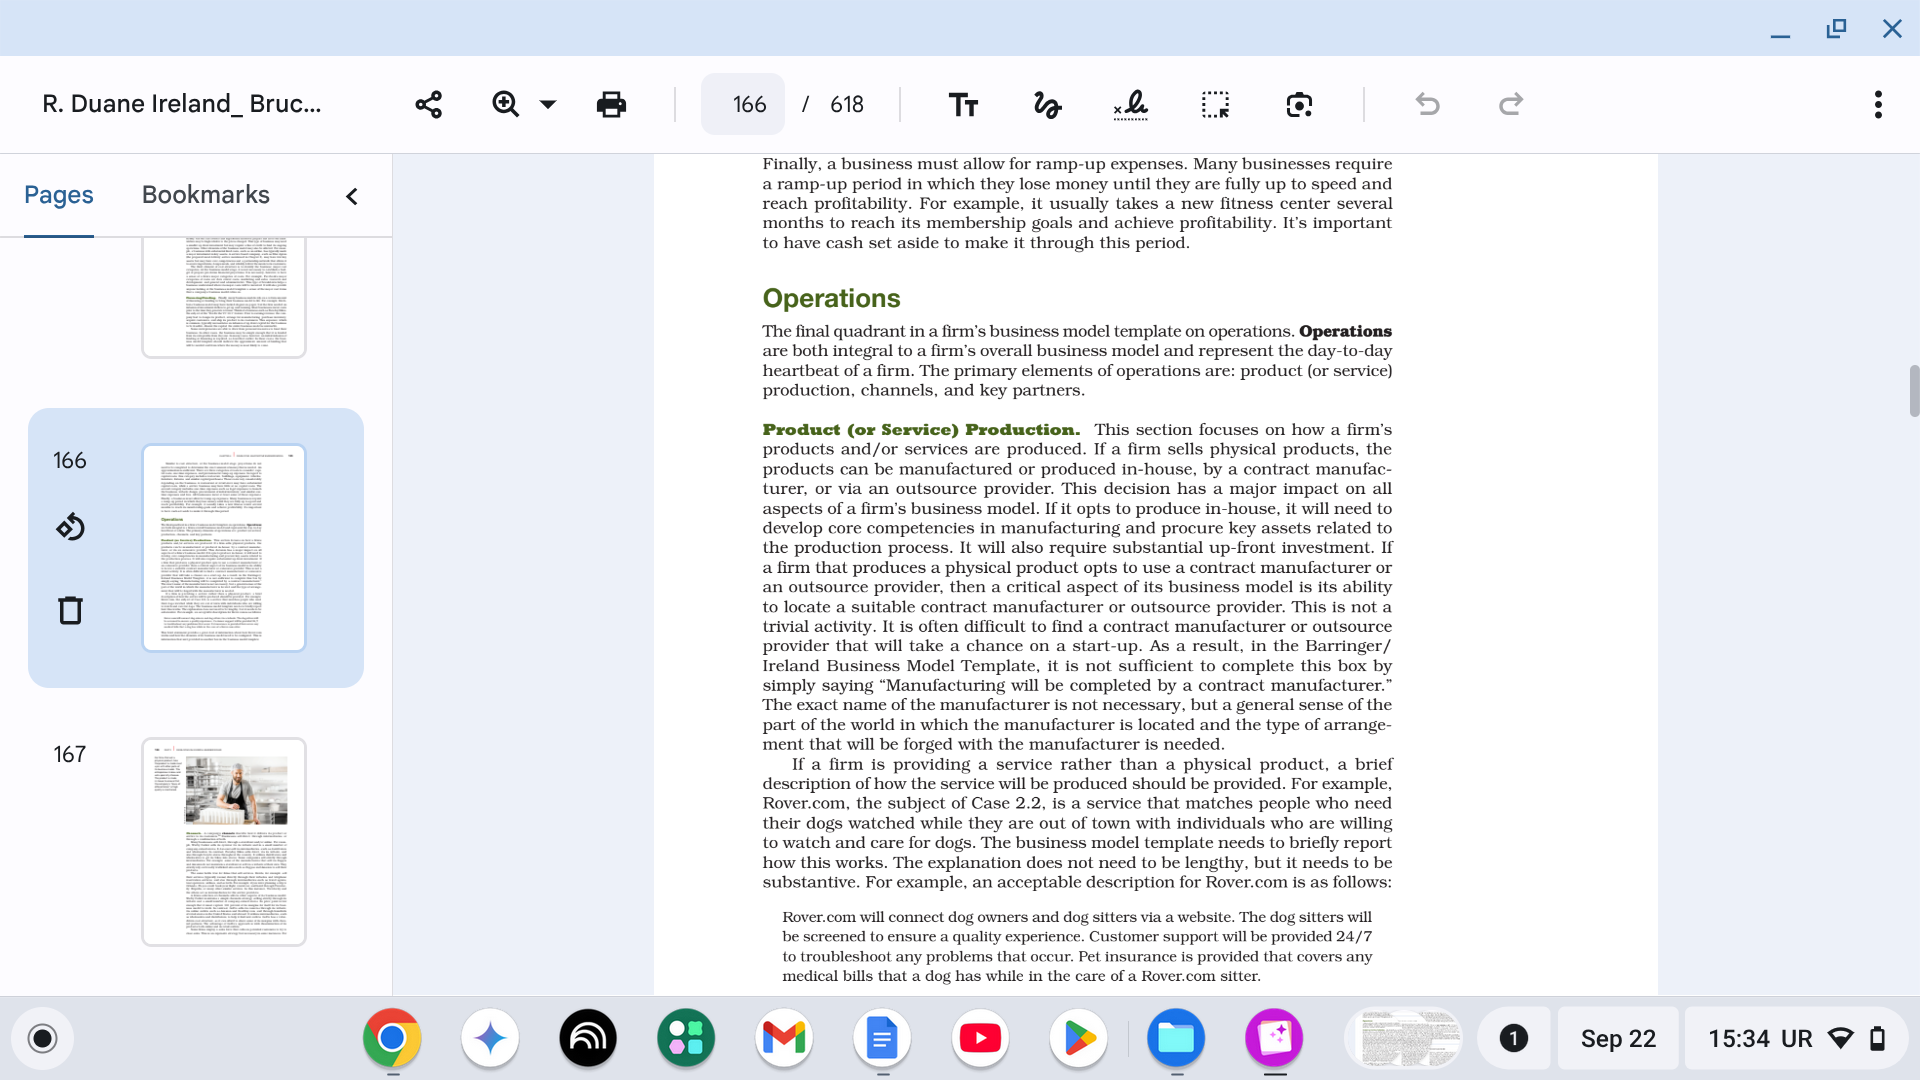 R. Duane Ireland_ Bruc...
166 / 618
Pages
Bookmarks
166
167
Finally, a business must allow for ramp-up expenses. Many businesses require
a ramp-up period in which they lose money until they are fully up to speed and
reach profitability. For example, it usually takes a new fitness center several
months to reach its membership goals and achieve profitability. It's important
to have cash set aside to make it through this period.
Operations
The final quadrant in a firm's business model template on operations. Operations
are both integral to a firm's overall business model and represent the day-to-day
heartbeat of a firm. The primary elements of operations are: product (or service)
production, channels, and key partners.
Product (or Service) Production. This section focuses on how a firm's
products and/or services are produced. If a firm sells physical products, the
products can be manufactured or produced in-house, by a contract manufac-
turer, or via an outsource provider. This decision has a major impact on all
aspects of a firm's business model. If it opts to produce in-house, it will need to
develop core competencies in manufacturing and procure key assets related to
the production process. It will also require substantial up-front investment. If
a firm that produces a physical product opts to use a contract manufacturer or
an outsource provider, then a critical aspect of its business model is its ability
to locate a suitable contract manufacturer or outsource provider. This is not a
trivial activity. It is often difficult to find a contract manufacturer or outsource
provider that will take a chance on a start-up. As a result, in the Barringer/
Ireland Business Model Template, it is not sufficient to complete this box by
simply saying “Manufacturing will be completed by a contract manufacturer.”
The exact name of the manufacturer is not necessary, but a general sense of the
part of the world in which the manufacturer is located and the type of arrange-
ment that will be forged with the manufacturer is needed.
If a firm is providing a service rather than a physical product, a brief
description of how the service will be produced should be provided. For example,
Rover.com, the subject of Case 2.2, is a service that matches people who need
their dogs watched while they are out of town with individuals who are willing
to watch and care for dogs. The business model template needs to briefly report
how this works. The explanation does not need to be lengthy, but it needs to be
substantive. For example, an acceptable description for Rover.com is as follows:
Rover.com will connect dog owners and dog sitters via a website. The dog sitters will
be screened to ensure a quality experience. Customer support will be provided 24/7
to troubleshoot any problems that occur. Pet insurance is provided that covers any
medical bills that a dog has while in the care of a Rover.com sitter.
1
Sep 22
15:34 UR